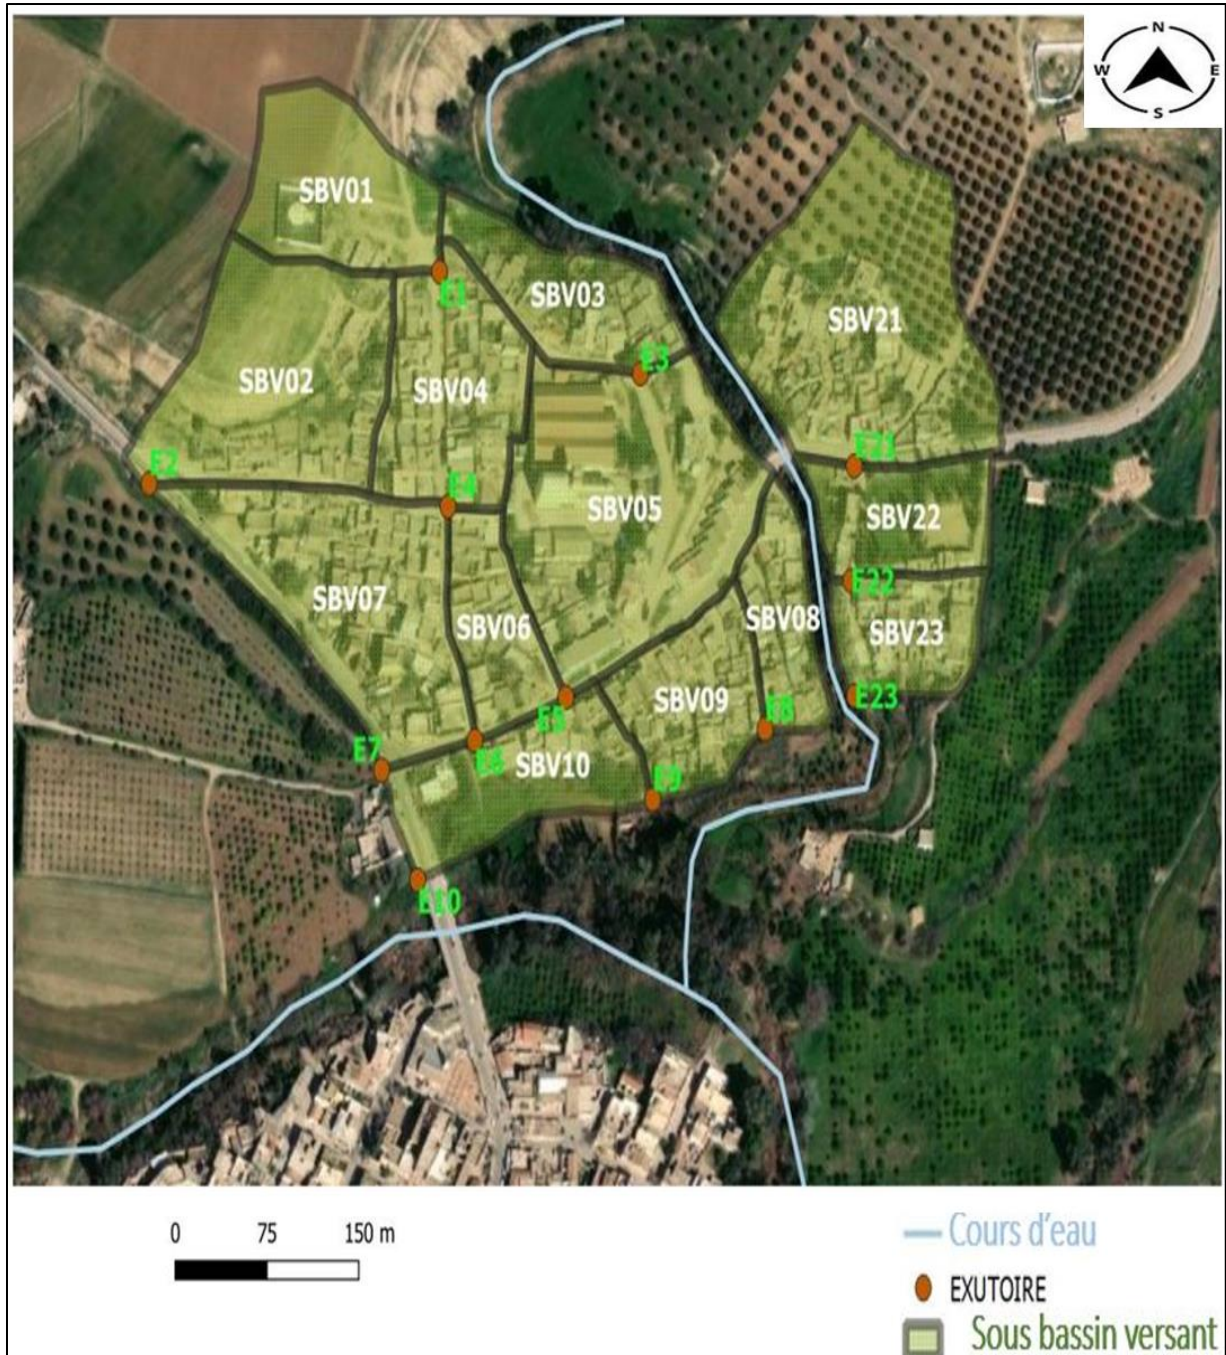 N
W E
S
SBV01
E1
SBV03
SBV21
E3
SBV02
SBV04
E21
E2
E4
SBV05
SBV22
E22
SBV07
SBV06
SBV08
SBV23
SBV09
E23
E5
E8
E7
E6
SBV10
E9
E10
0 75 150 m
Cours d'eau
EXUTOIRE
Sous bassin versant